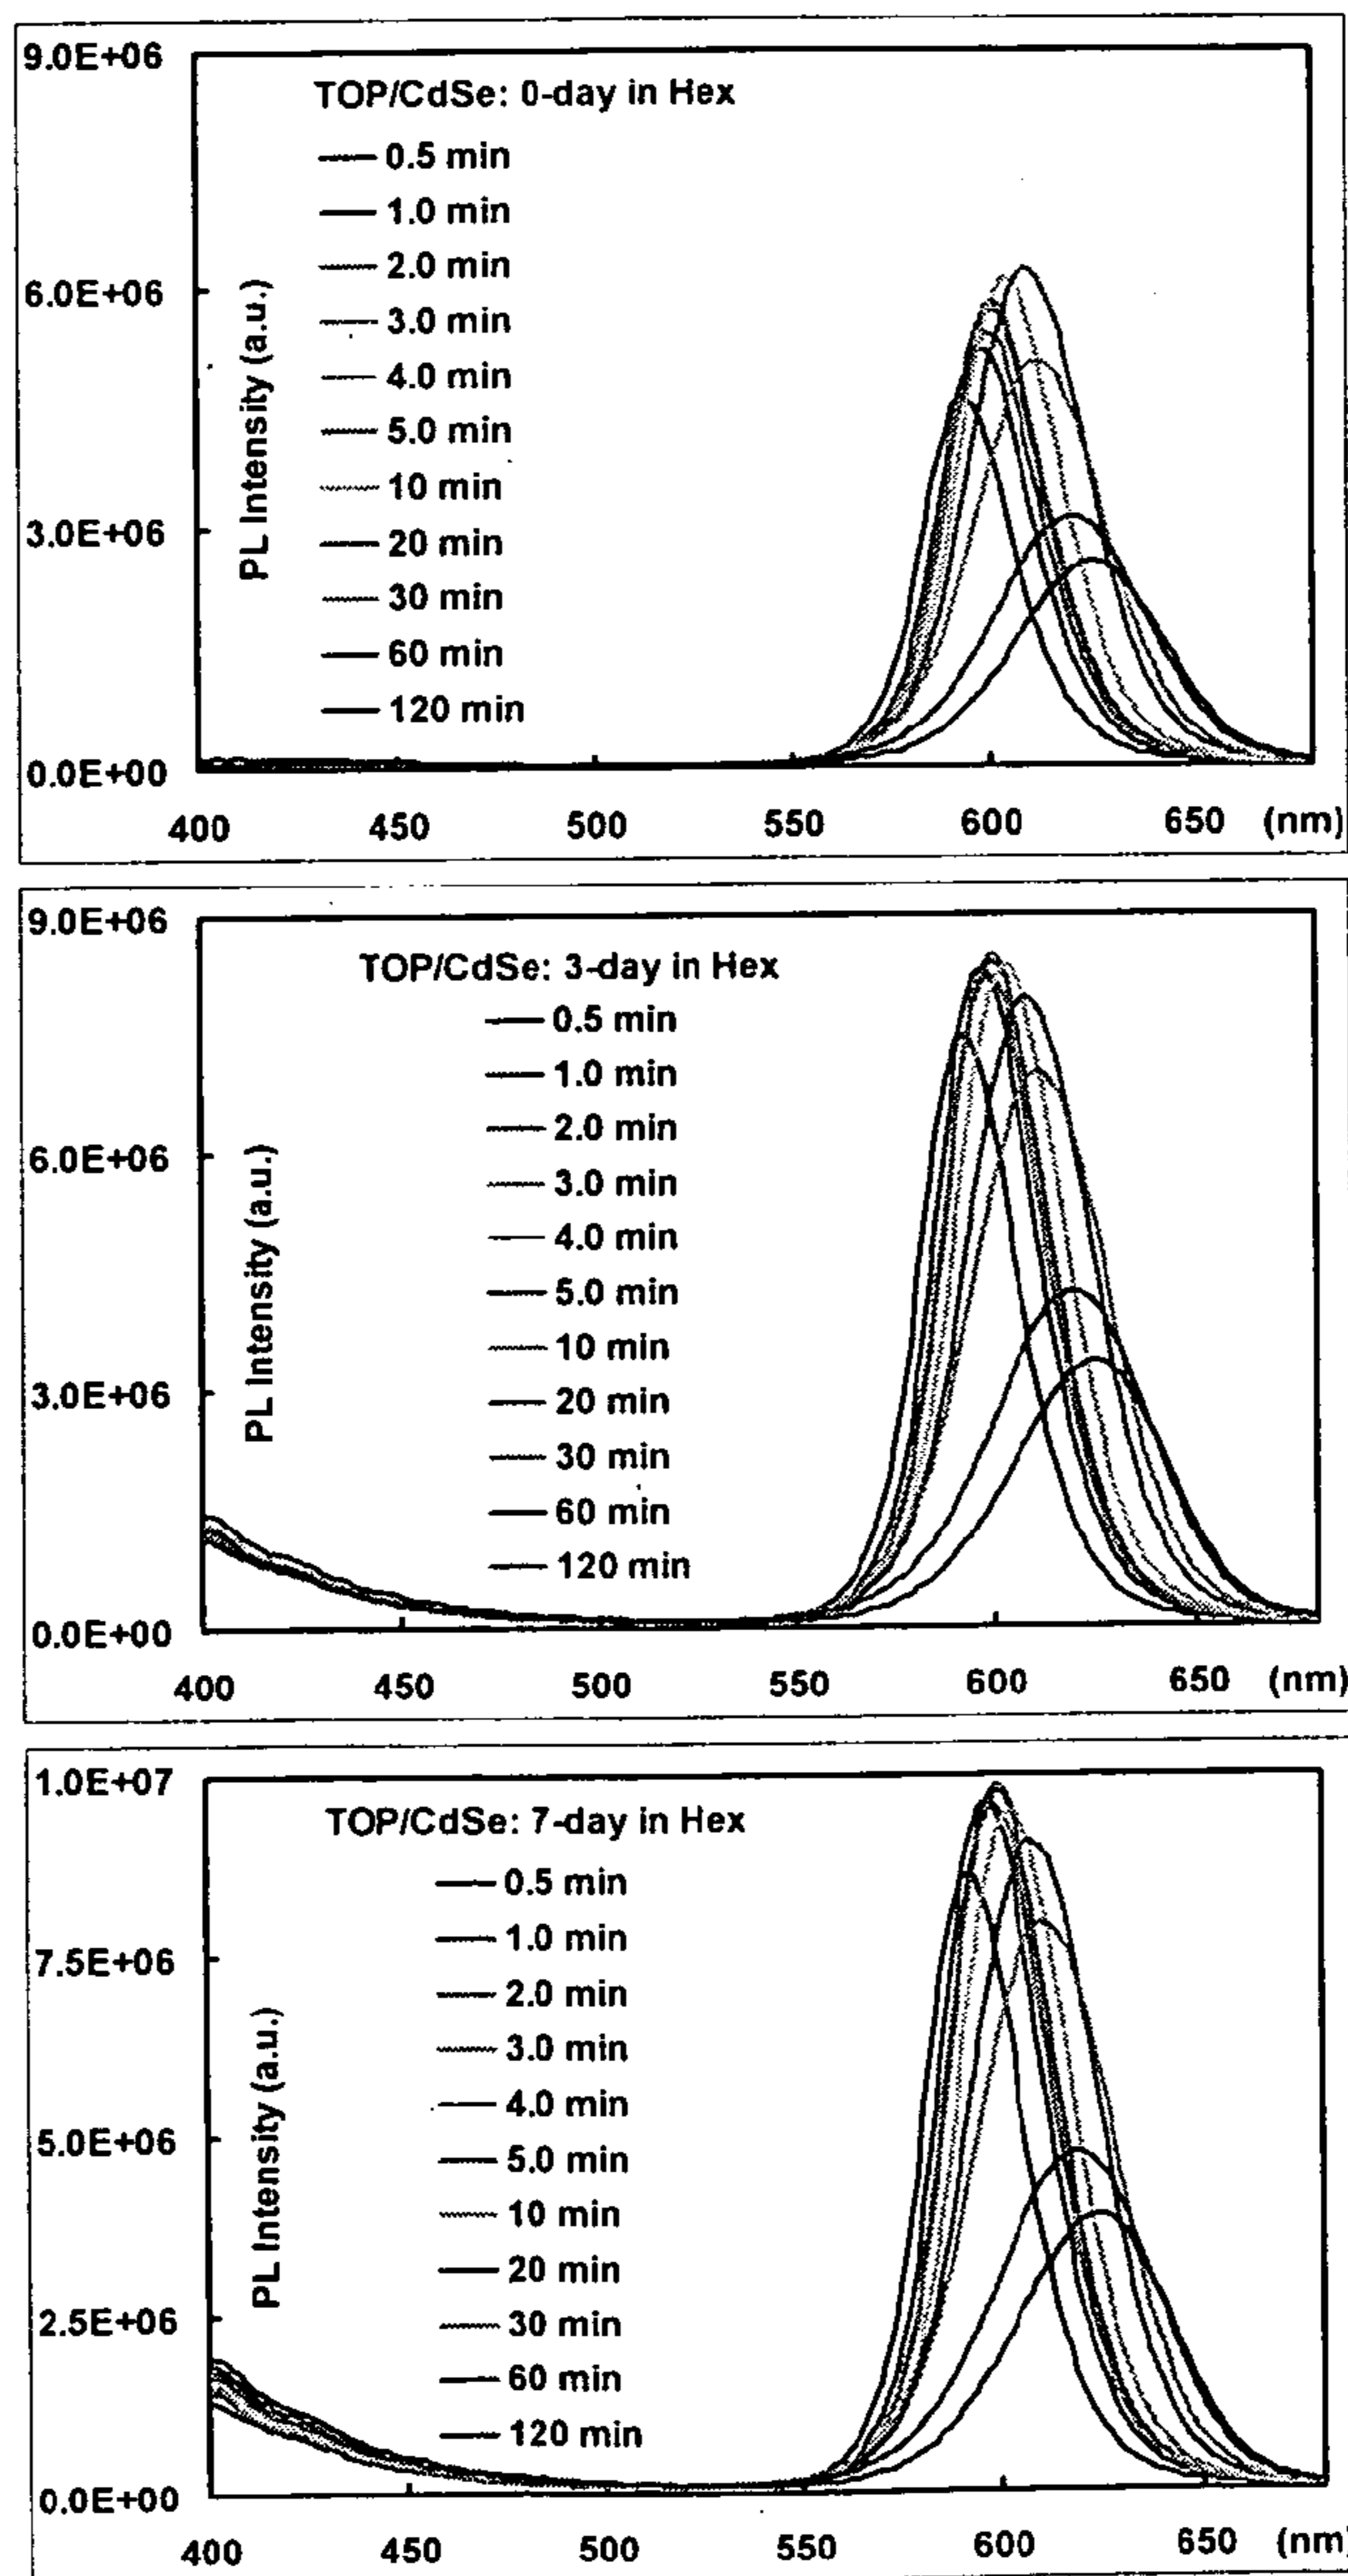 9.0E+06
TOP/CdSe: 0-day in Hex
0.5 min
1.0 min
2.0 min
6.0E+06
3.0 min
4.0 min
PL Intensity (a.u.)
5.0 min
10 min
3.0E+06
20 min
30 min
60 min
120 min
0.0E+00
400 450 500 550 600 650 (nm)
9.0E+06
TOP/CdSe: 3-day in Hex
0.5 min
1.0 min
2.0 min
6.0E+06
3.0 min
4.0 min
PL Intensity (a.u.)
5.0 min
10 min
3.0E+06
20 min
30 min
60 min
120 min
0.0E+00
400 450 500 550 600 650 (nm)
1.0E+07
TOP/CdSe: 7-day in Hex
0.5 min
1.0 min
7.5E+06
2.0 min
3.0 min
4.0 min
PL Intensity (a.u.)
5.0E+06
5.0 min
10 min
20 min
2.5E+06
30 min
60 min
120 min
0.0E+00
400 450 500 550 600 650 (nm)